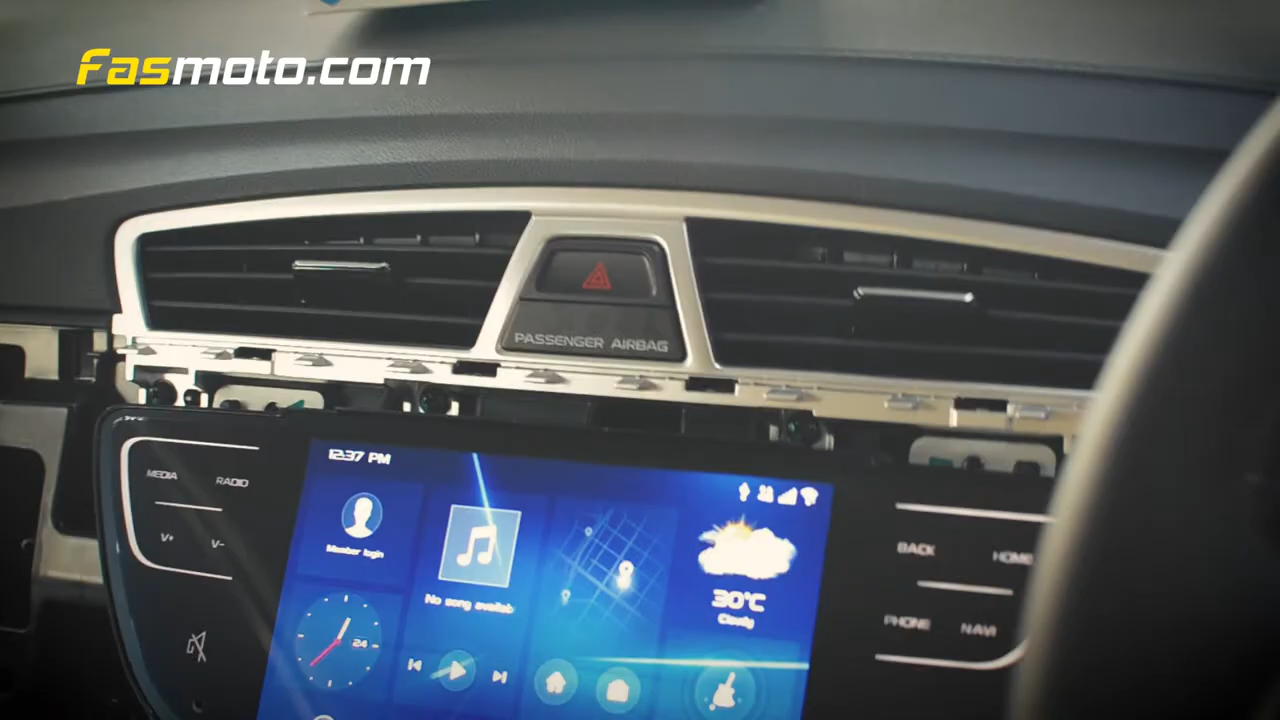 Fasmoto.com
PASSENGER AIRBAG
12:37 PM
MEDIA
RADIO
V+
V-
Member login
No song availab
30°C
Cloudy
24
BACK
HOME
PHONE
NAVI